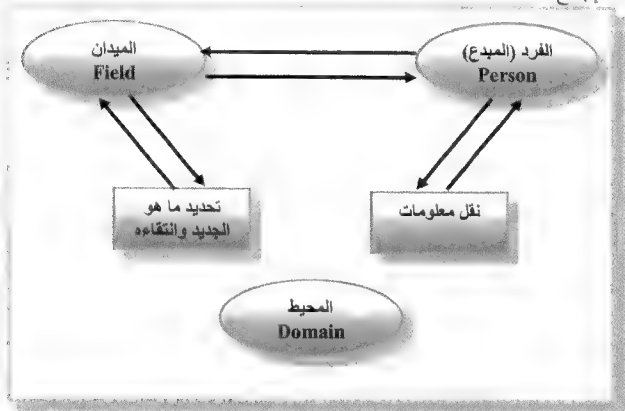 الميدان
Field
الفرد (المبدع)
Person
تحديد ما هو
الجديد وانتقاءه
نقل معلومات
المحيط
Domain